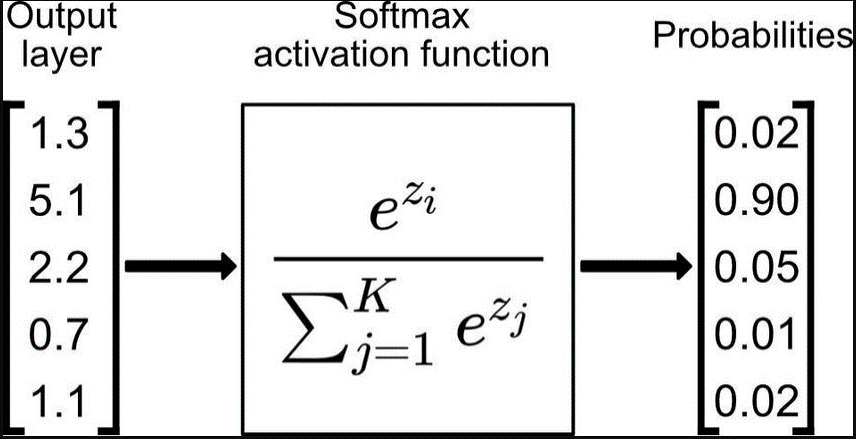 Output
layer
Softmax
activation function
Probabilities
1.3
5.1
2.2
0.7
1.1
e^{z_i}
\sum_{j=1}^{K} e^{z_j}
0.02
0.90
0.05
0.01
0.02